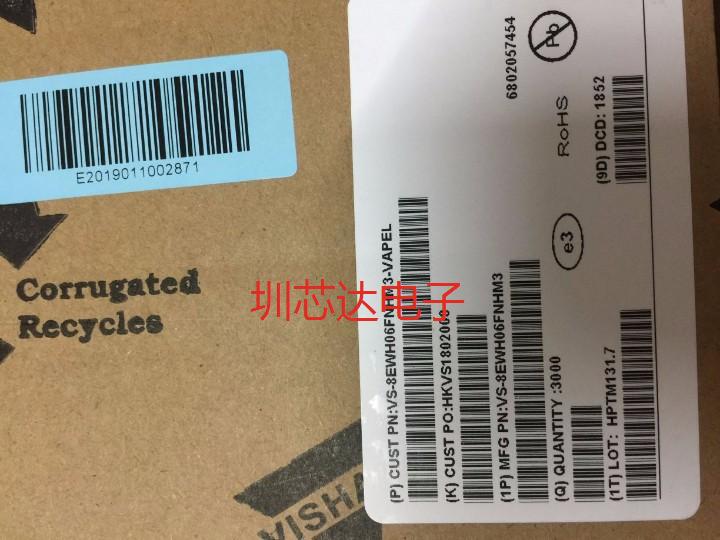 E2019011002871
Corrugated
Recycles
圳芯达电子
(P) CUST PN:VS-8EWH06FNHM3-VAPEL
(K) CUST PO:HKVS1802000
(1P) MFG PN:VS-8EWH06FNHM3
(Q) QUANTITY :3000
(1T) LOT: HPTM131.7
6802057454
Pb
RoHS
(9D) DCD: 1852
e3
VISHA